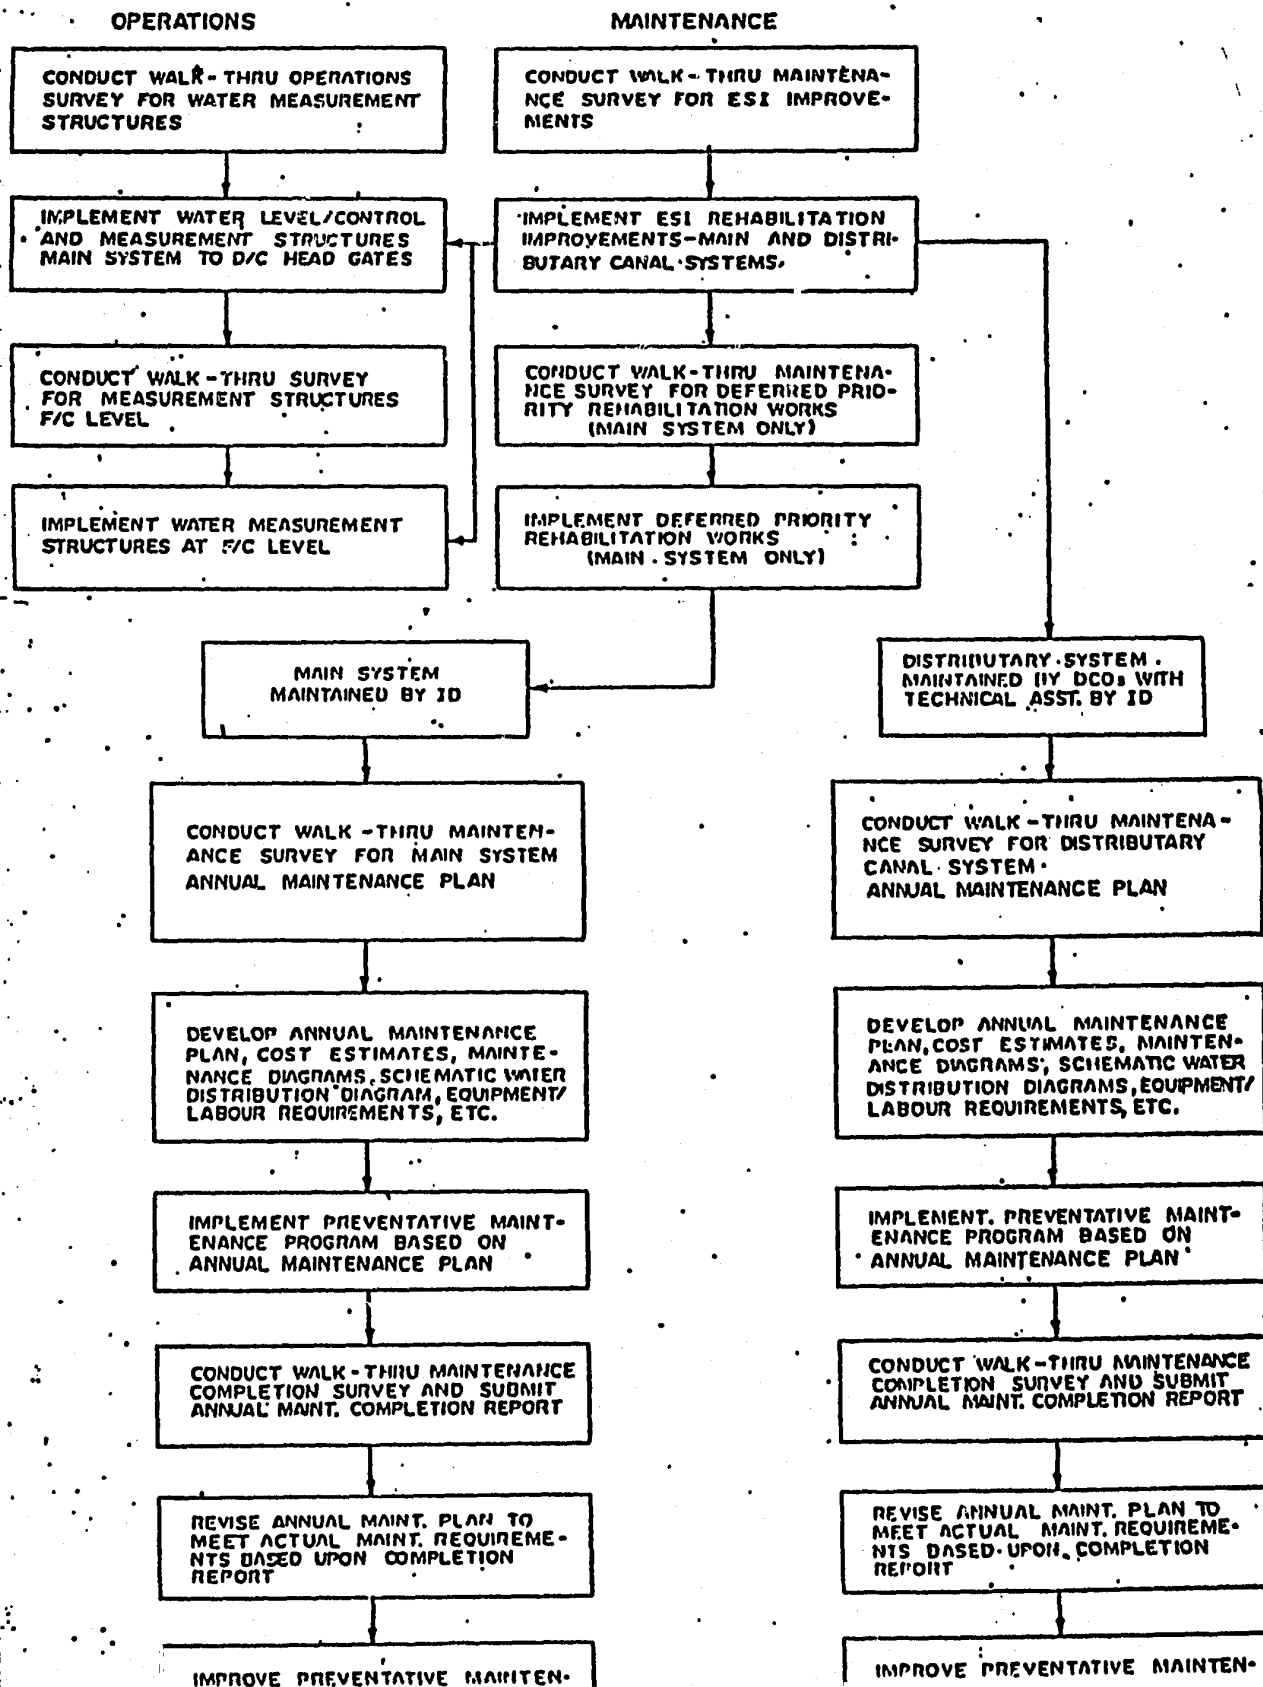 OPERATIONS
CONDUCT WALK-THRU OPERATIONS
SURVEY FOR WATER MEASUREMENT
STRUCTURES
IMPLEMENT WATER LEVEL/CONTROL
AND MEASUREMENT STRUCTURES
MAIN SYSTEM TO D/C HEAD GATES
CONDUCT WALK-THRU SURVEY
FOR MEASUREMENT STRUCTURES
F/C LEVEL
IMPLEMENT WATER MEASUREMENT
STRUCTURES AT F/C LEVEL
MAINTENANCE
CONDUCT WALK-THRU MAINTENA-
NCE SURVEY FOR ESI IMPROVE-
MENTS
IMPLEMENT ESI REHABILITATION
IMPROVEMENTS-MAIN AND DISTRI-
BUTARY CANAL SYSTEMS.
CONDUCT WALK-THRU MAINTENA-
NCE SURVEY FOR DEFERRED PRIO-
RITY REHABILITATION WORKS
(MAIN SYSTEM ONLY)
IMPLEMENT DEFERRED PRIORITY
REHABILITATION WORKS
(MAIN SYSTEM ONLY)
MAIN SYSTEM
MAINTAINED BY ID
CONDUCT WALK-THRU MAINTEN-
ANCE SURVEY FOR MAIN SYSTEM
ANNUAL MAINTENANCE PLAN
DEVELOP ANNUAL MAINTENANCE
PLAN, COST ESTIMATES, MAINTE-
NANCE DIAGRAMS, SCHEMATIC WATER
DISTRIBUTION DIAGRAM, EQUIPMENT/
LABOUR REQUIREMENTS, ETC.
IMPLEMENT PREVENTATIVE MAINT-
ENANCE PROGRAM BASED ON
ANNUAL MAINTENANCE PLAN
CONDUCT WALK-THRU MAINTENANCE
COMPLETION SURVEY AND SUBMIT
ANNUAL MAINT. COMPLETION REPORT
REVISE ANNUAL MAINT. PLAN TO
MEET ACTUAL MAINT. REQUIREME-
NTS BASED UPON COMPLETION
REPORT
IMPROVE PREVENTATIVE MAINTEN-
DISTRIBUTARY SYSTEM
MAINTAINED BY DCOs WITH
TECHNICAL ASST. BY ID
CONDUCT WALK-THRU MAINTENA-
NCE SURVEY FOR DISTRIBUTARY
CANAL SYSTEM
ANNUAL MAINTENANCE PLAN
DEVELOP ANNUAL MAINTENANCE
PLAN, COST ESTIMATES, MAINTEN-
ANCE DIAGRAMS, SCHEMATIC WATER
DISTRIBUTION DIAGRAMS, EQUIPMENT/
LABOUR REQUIREMENTS, ETC.
IMPLEMENT PREVENTATIVE MAINT-
ENANCE PROGRAM BASED ON
ANNUAL MAINTENANCE PLAN
CONDUCT WALK-THRU MAINTENANCE
COMPLETION SURVEY AND SUBMIT
ANNUAL MAINT. COMPLETION REPORT
REVISE ANNUAL MAINT. PLAN TO
MEET ACTUAL MAINT. REQUIREME-
NTS BASED UPON COMPLETION
REPORT
IMPROVE PREVENTATIVE MAINTEN-